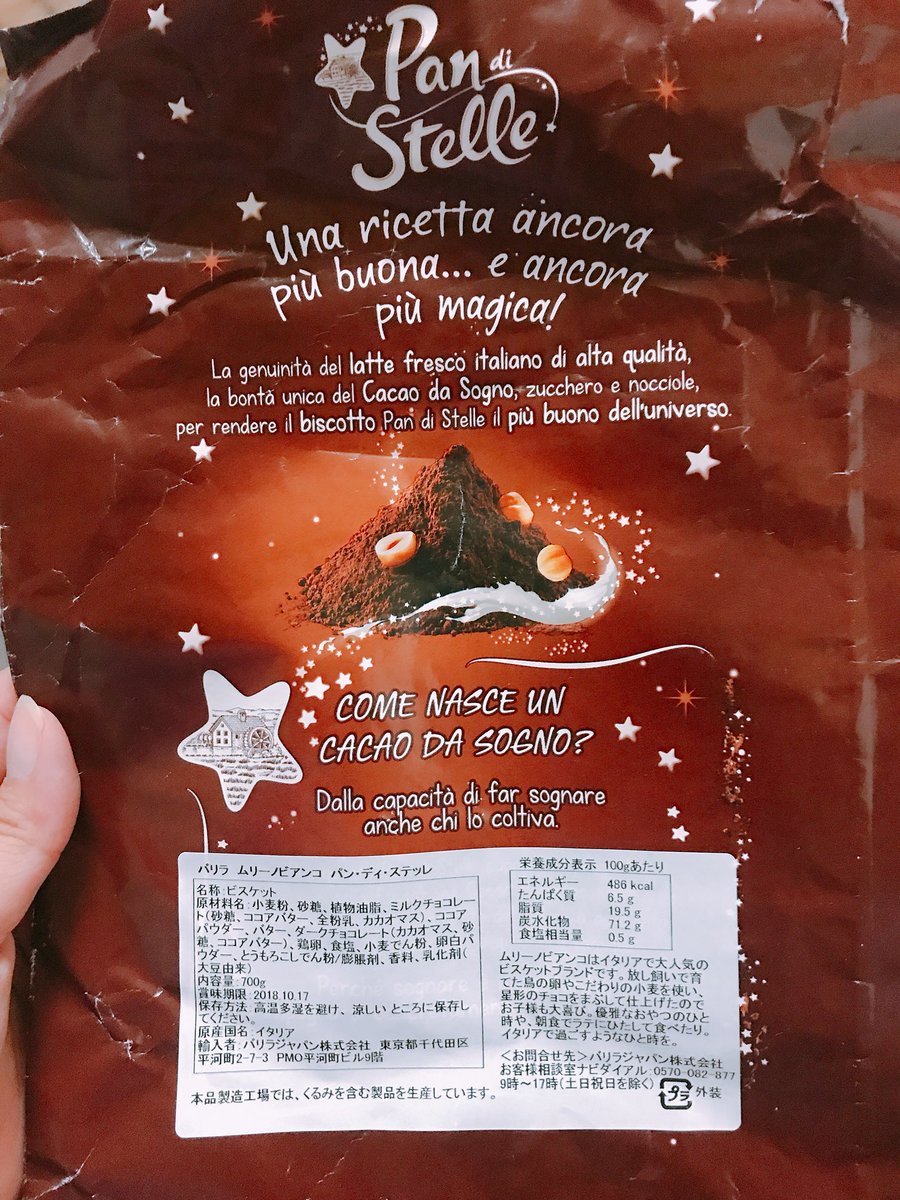 Pan di
Stelle
Una ricetta ancora
più buona... e ancora
più magica!
La genuinità del latte fresco italiano di alta qualità,
la bontà unica del Cacao da Sogno, zucchero e nocciole,
per rendere il biscotto Pan di Stelle il più buono dell'universo.
COME NASCE UN
CACAO DA SOGNO?
Dalla capacità di far sognare
anche chi lo coltiva.
バリラ ムリーノビアンコ パン・ディ・ステッレ
名称:ビスケット
原材料名:小麦粉、砂糖、植物油脂、ミルクチョコレー
ト(砂糖、ココアバター、全粉乳、カカオマス)、ココア
パウダー、バター、ダークチョコレート(カカオマス、砂
糖、ココアバター)、鶏卵、食塩、小麦でん粉、卵白パ
ウダー、とうもろこしでん粉/膨脹剤、香料、乳化剤(
大豆由来)
内容量:700g
賞味期限:2018.10.17
保存方法:高温多湿を避け、涼しいところに保存し
てください。
原産国名:イタリア
輸入者:バリラジャパン株式会社 東京都千代田区
平河町2-7-3 PMO平河町ビル9階
本品製造工場では、くるみを含む製品を生産しています。
栄養成分表示 100gあたり
エネルギー 486 kcal
たんぱく質 6.5 g
脂質 19.5 g
炭水化物 71.2 g
食塩相当量 0.5 g
ムリーノビアンコはイタリアで大人気の
ビスケットブランドです。放し飼いで育
てた鳥の卵やこだわりの小麦を使い、
星形のチョコをまぶして仕上げたので
お子様も大喜び。優雅なおやつのひと
時や、朝食でラテにひたして食べたり。
イタリアで過ごすようなひと時を。
<お問合せ先>バリラジャパン株式会社
お客様相談室ナビダイアル:0570-082-877
9時～17時(土日祝日を除く) プラ 外装